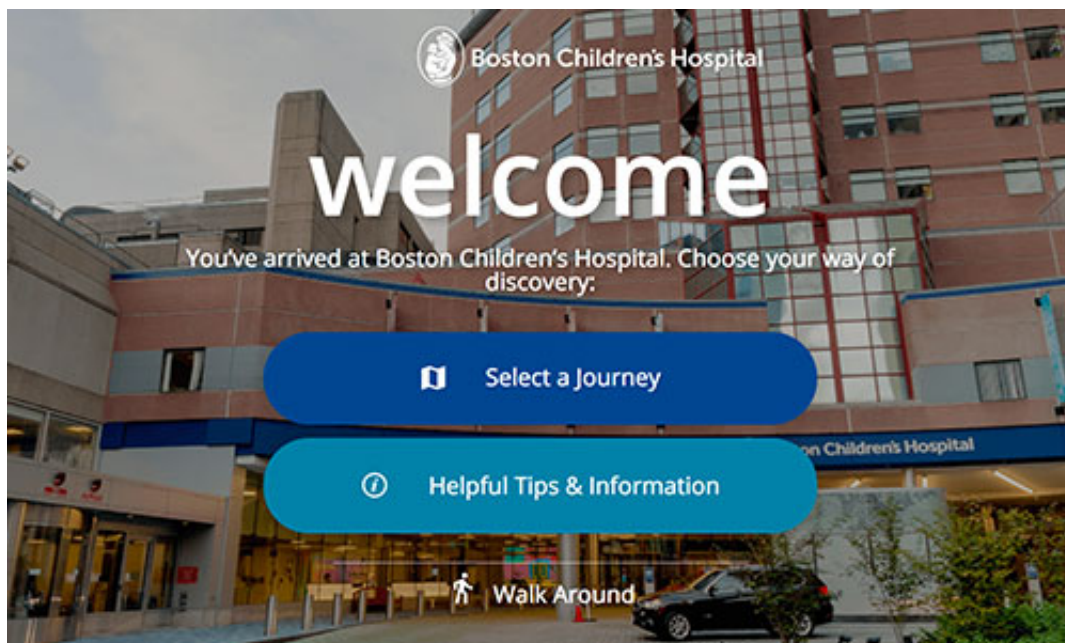 Boston Children's Hospital
welcome
You've arrived at Boston Children's Hospital. Choose your way of
discovery:
Select a Journey
on Children's Hospital
Helpful Tips & Information
Walk Around